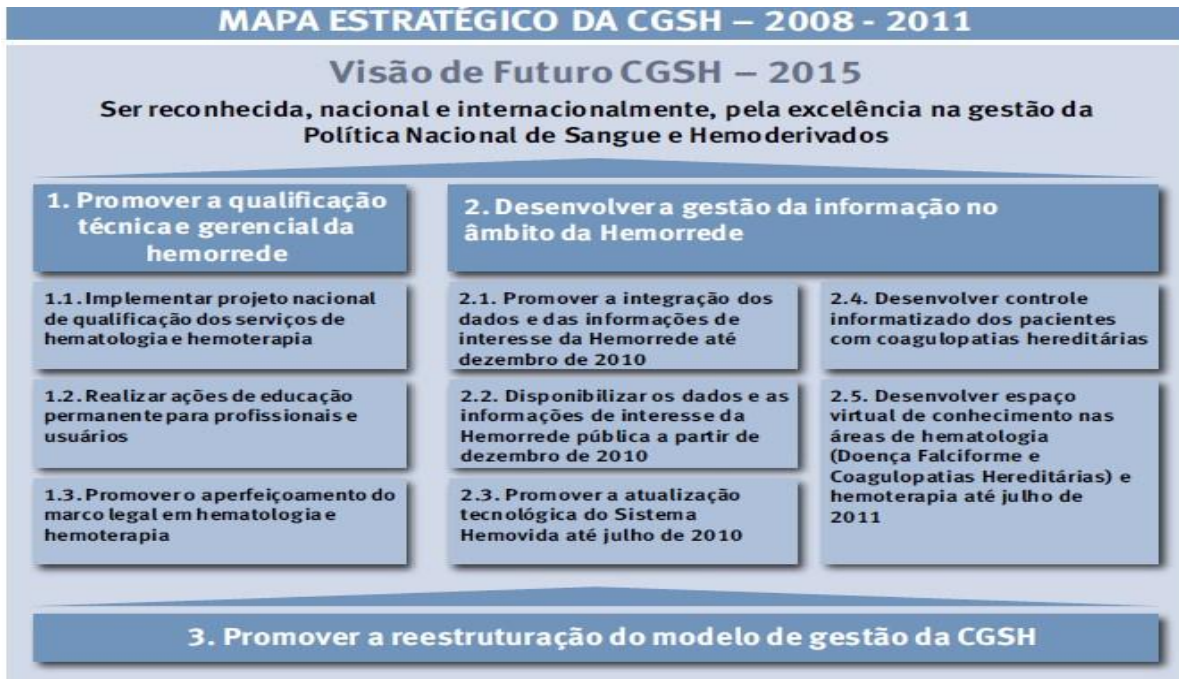 MAPA ESTRATÉGICO DA CGSH – 2008 - 2011
Visão de Futuro CGSH – 2015
Ser reconhecida, nacional e internacionalmente, pela excelência na gestão da
Política Nacional de Sangue e Hemoderivados
1. Promover a qualificação
técnica e gerencial da
hemorrede
1.1. Implementar projeto nacional
de qualificação dos serviços de
hematologia e hemoterapia
1.2. Realizar ações de educação
permanente para profissionais e
usuários
1.3. Promover o aperfeiçoamento do
marco legal em hematologia e
hemoterapia
2. Desenvolver a gestão da informação no
âmbito da Hemorrede
2.1. Promover a integração dos
dados e das informações de
interesse da Hemorrede até
dezembro de 2010
2.2. Disponibilizar os dados e as
informações de interesse da
Hemorrede pública a partir de
dezembro de 2010
2.3. Promover a atualização
tecnológica do Sistema
Hemovida até julho de 2010
2.4. Desenvolver controle
informatizado dos pacientes
com coagulopatias hereditárias
2.5. Desenvolver espaço
virtual de conhecimento nas
áreas de hematologia
(Doença Falciforme e
Coagulopatias Hereditárias) e
hemoterapia até julho de
2011
3. Promover a reestruturação do modelo de gestão da CGSH